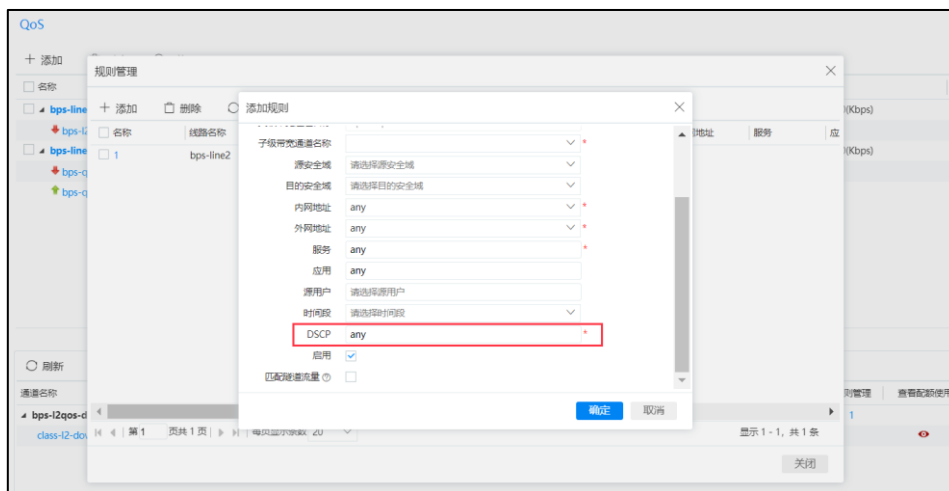 QoS
添加
规则管理
名称
添加 删除 添加规则
bps-line (Kbps)
名称 线路名称 地址 服务 应
bps-l2
子级带宽通道名称 *
bps-line 1 bps-line2 (Kbps)
源安全域 请选择源安全域
bps-q
目的安全域 请选择目的安全域
bps-q
内网地址 any *
外网地址 any *
服务 any *
应用 any
源用户 请选择源用户
时间段 请选择时间段
DSCP any *
启用
刷新
匹配隧道流量
通道名称 则管理 查看配额使用
确定 取消
bps-l2qos-d 1
第 1 页共 1 页 每页显示条数 20 显示 1 - 1, 共 1 条
class-l2-dov
关闭